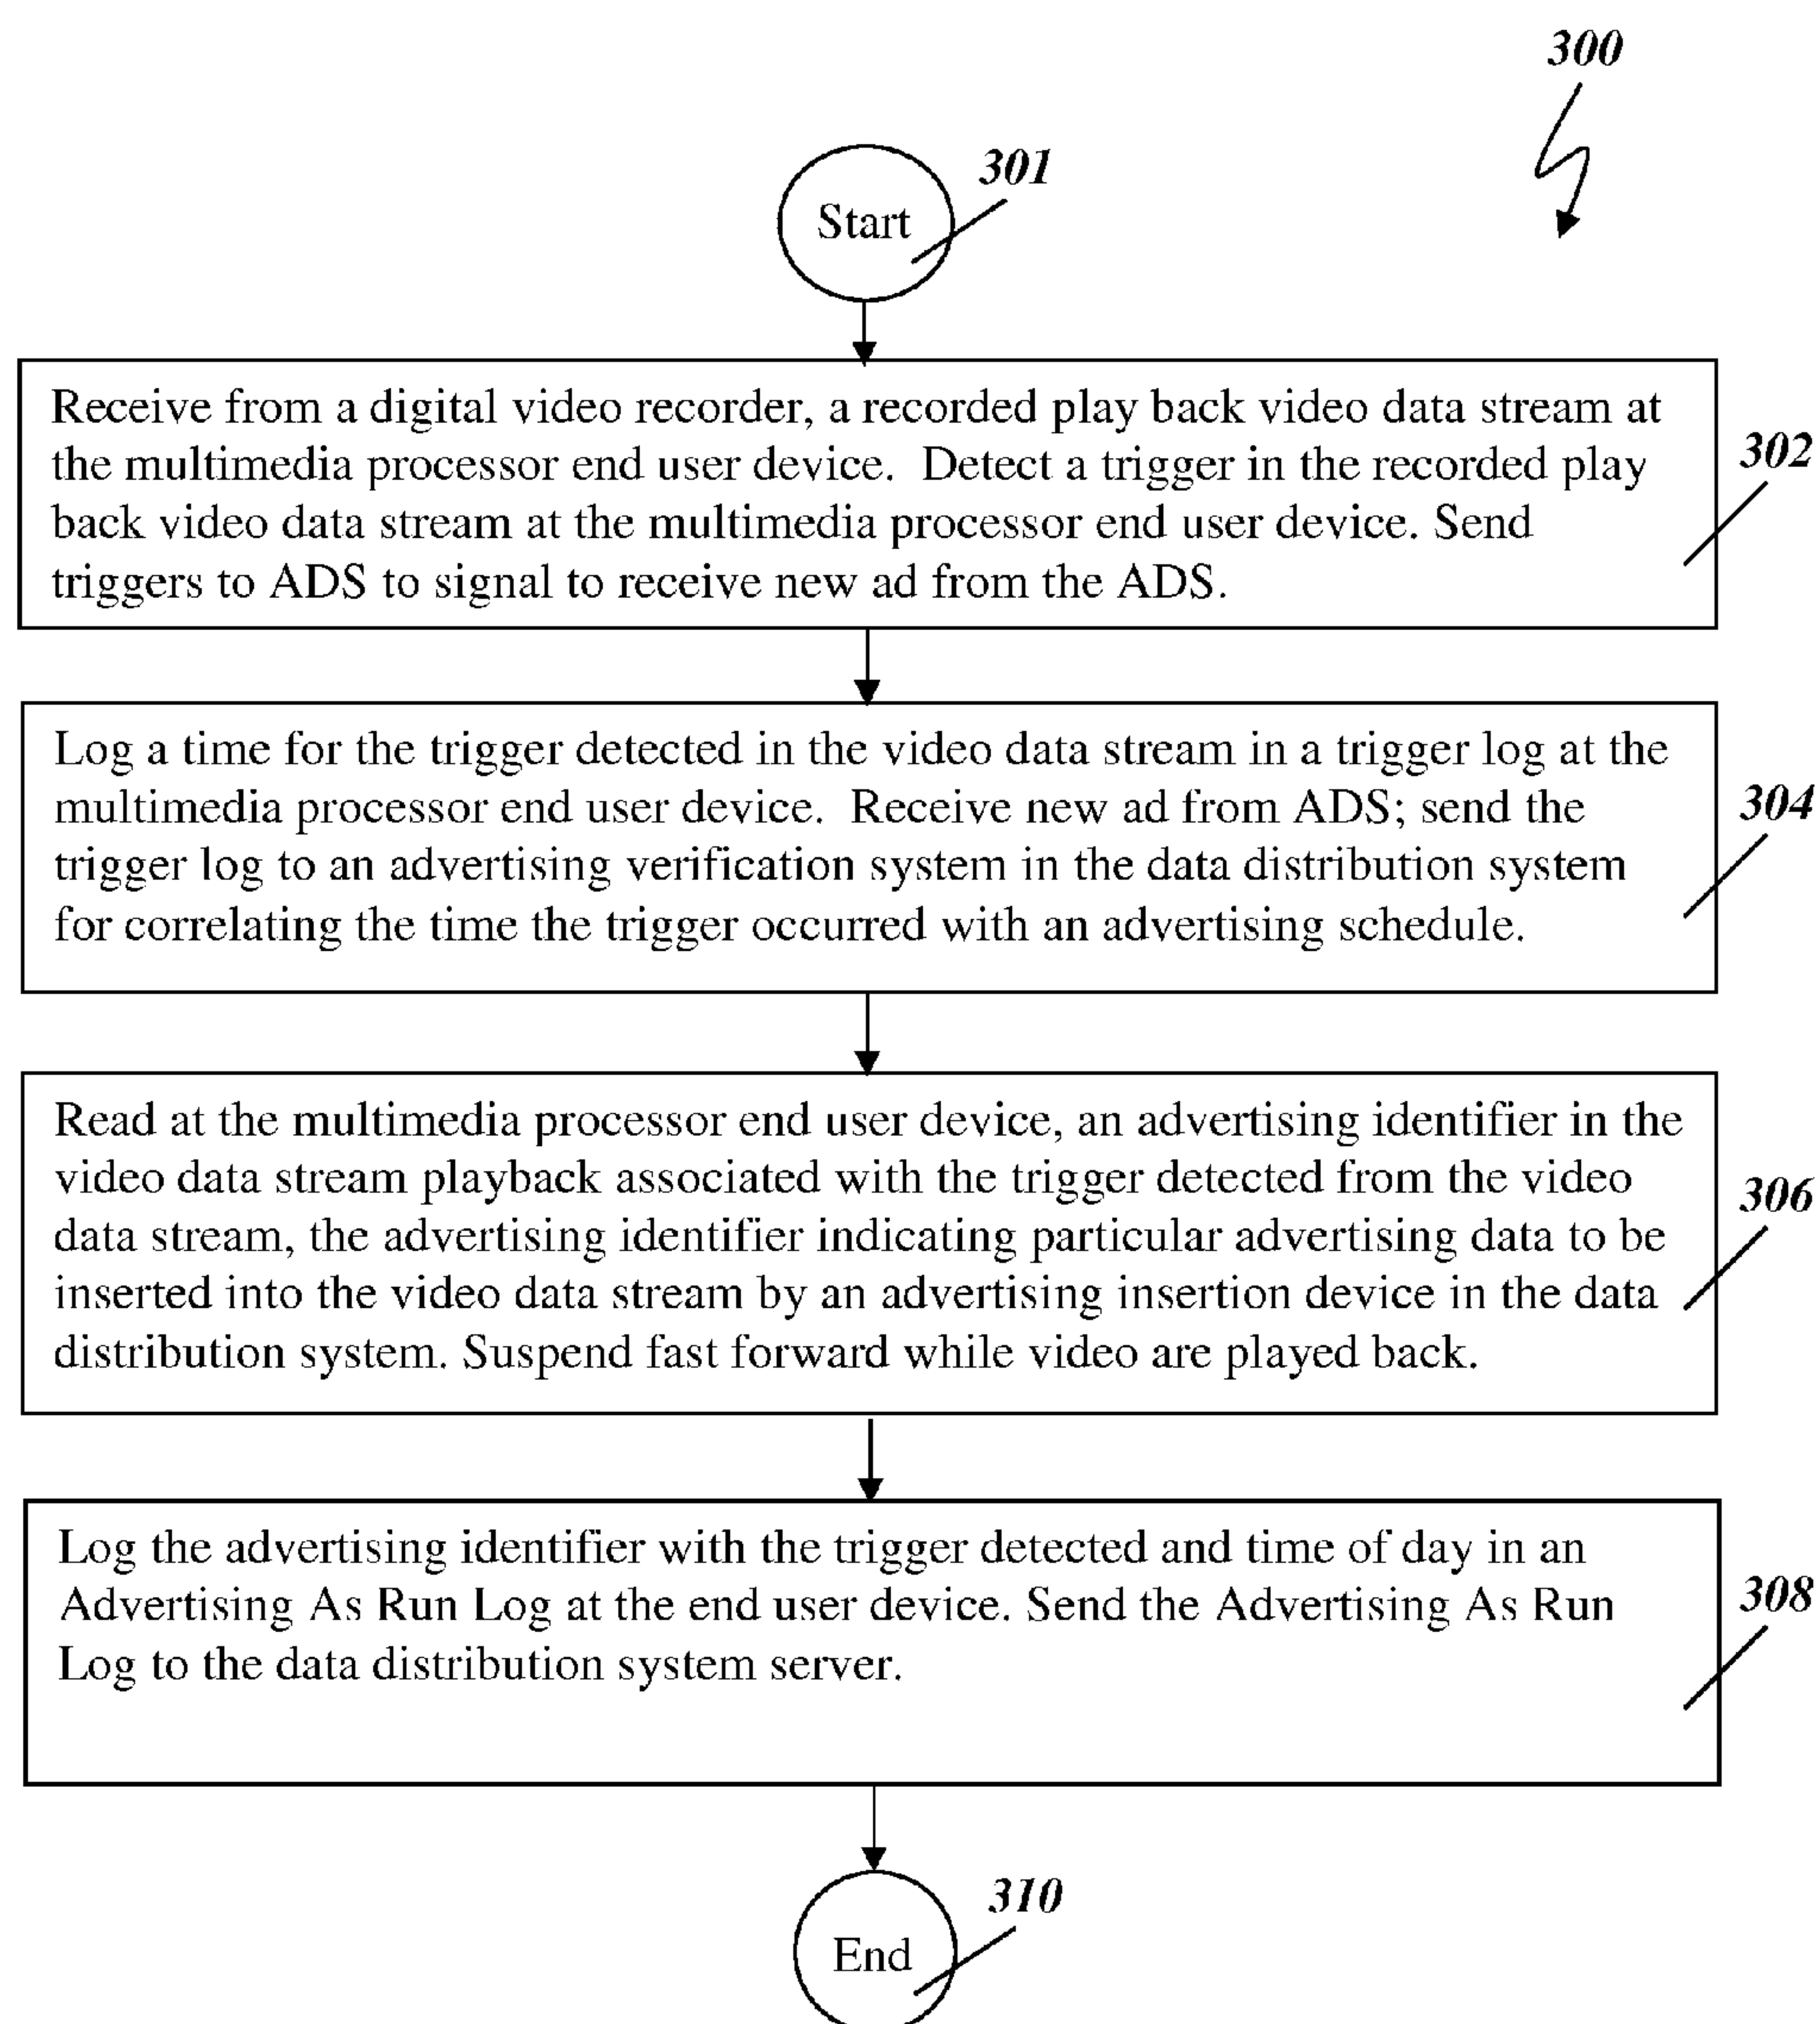 300
301
Start
Receive from a digital video recorder, a recorded play back video data stream at
the multimedia processor end user device.  Detect a trigger in the recorded play
back video data stream at the multimedia processor end user device. Send
triggers to ADS to signal to receive new ad from the ADS.
302
Log a time for the trigger detected in the video data stream in a trigger log at the
multimedia processor end user device.  Receive new ad from ADS; send the
trigger log to an advertising verification system in the data distribution system
for correlating the time the trigger occurred with an advertising schedule.
304
Read at the multimedia processor end user device, an advertising identifier in the
video data stream playback associated with the trigger detected from the video
data stream, the advertising identifier indicating particular advertising data to be
inserted into the video data stream by an advertising insertion device in the data
distribution system. Suspend fast forward while video are played back.
306
Log the advertising identifier with the trigger detected and time of day in an
Advertising As Run Log at the end user device. Send the Advertising As Run
Log to the data distribution system server.
308
310
End